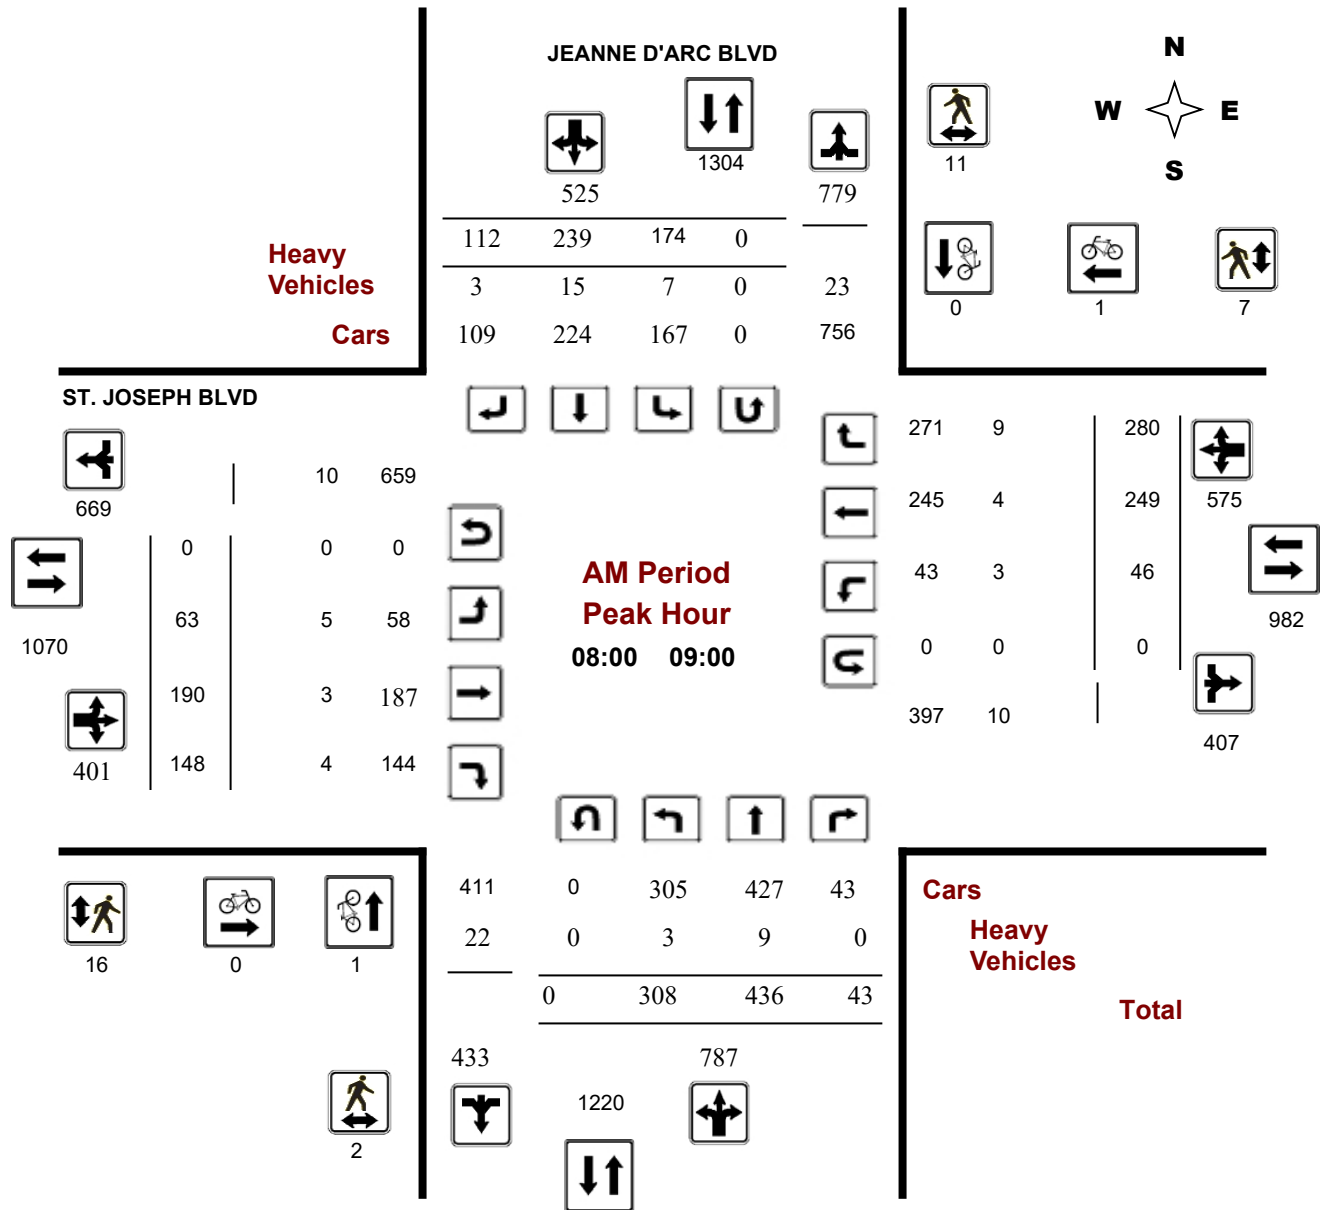 JEANNE D'ARC BLVD
N
W E
S
1304
11
525
779
112 239 174 0
Heavy
Vehicles
3 15 7 0 23
0 1 7
Cars
109 224 167 0 756
ST. JOSEPH BLVD
271 9 280
10 659
669
245 4 249 575
0 0 0
AM Period
43 3 46
Peak Hour
63 5 58
982
1070
08:00 09:00
0 0 0
190 3 187
397 10
407
401 148 4 144
411 0 305 427 43
Cars
22 0 3 9 0
Heavy
Vehicles
16 0 1
0 308 436 43
Total
433 787
1220
2